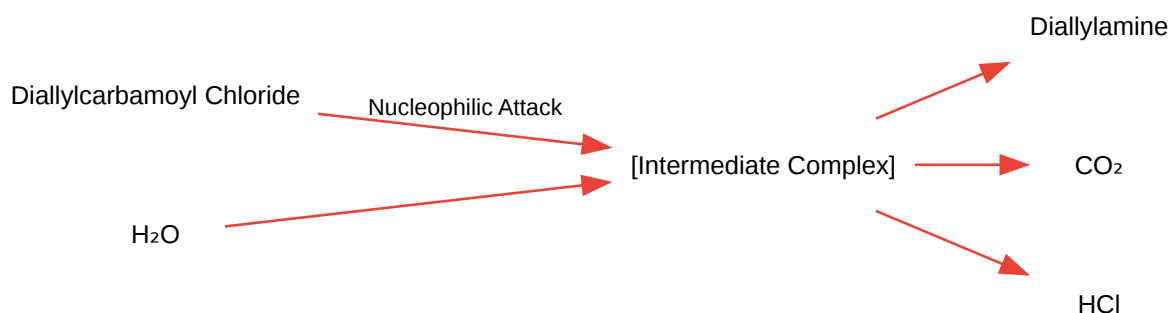 Diallylamine
Diallylcarbamoyl Chloride
Nucleophilic Attack
[Intermediate Complex]
CO₂
H₂O
HCl